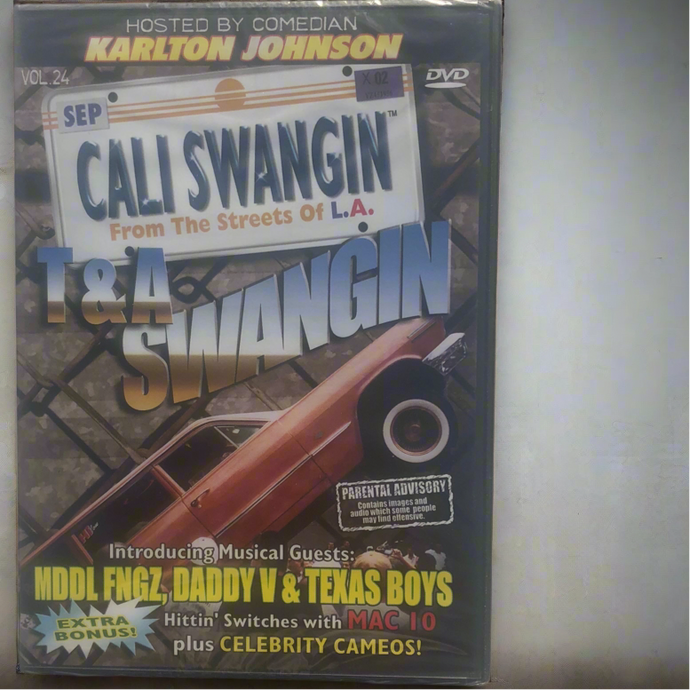 HOSTED BY COMEDIAN
KARLTON JOHNSON
VOL. 24
DVD
SEP
X.02
CALI SWANGIN™
From The Streets Of L.A.
T & A
SWANGIN
PARENTAL ADVISORY
Contains images and
audio which some people
may find offensive.
Introducing Musical Guests:
MDDL FNGZ, DADDY V & TEXAS BOYS
EXTRA
BONUS!
Hittin' Switches with MAC 10
plus CELEBRITY CAMEOS!